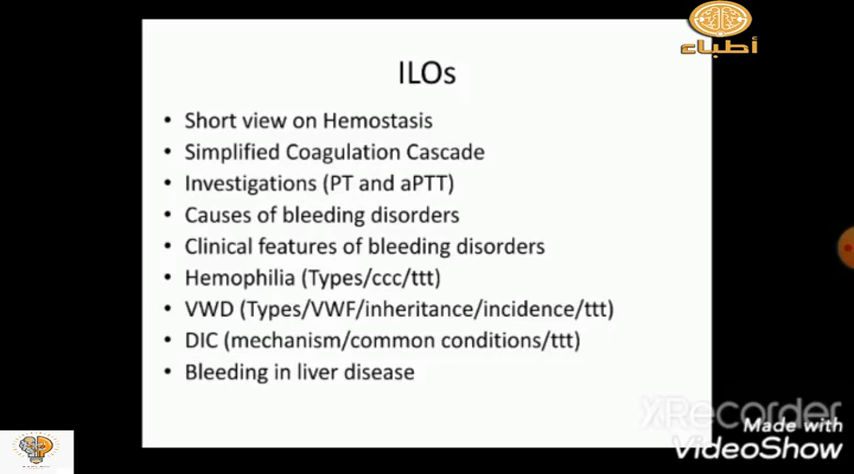 أطباء
ILOs
• Short view on Hemostasis
• Simplified Coagulation Cascade
• Investigations (PT and aPTT)
• Causes of bleeding disorders
• Clinical features of bleeding disorders
• Hemophilia (Types/ccc/ttt)
• VWD (Types/VWF/inheritance/incidence/ttt)
• DIC (mechanism/common conditions/ttt)
• Bleeding in liver disease
XRecorder
Made with
VideoShow